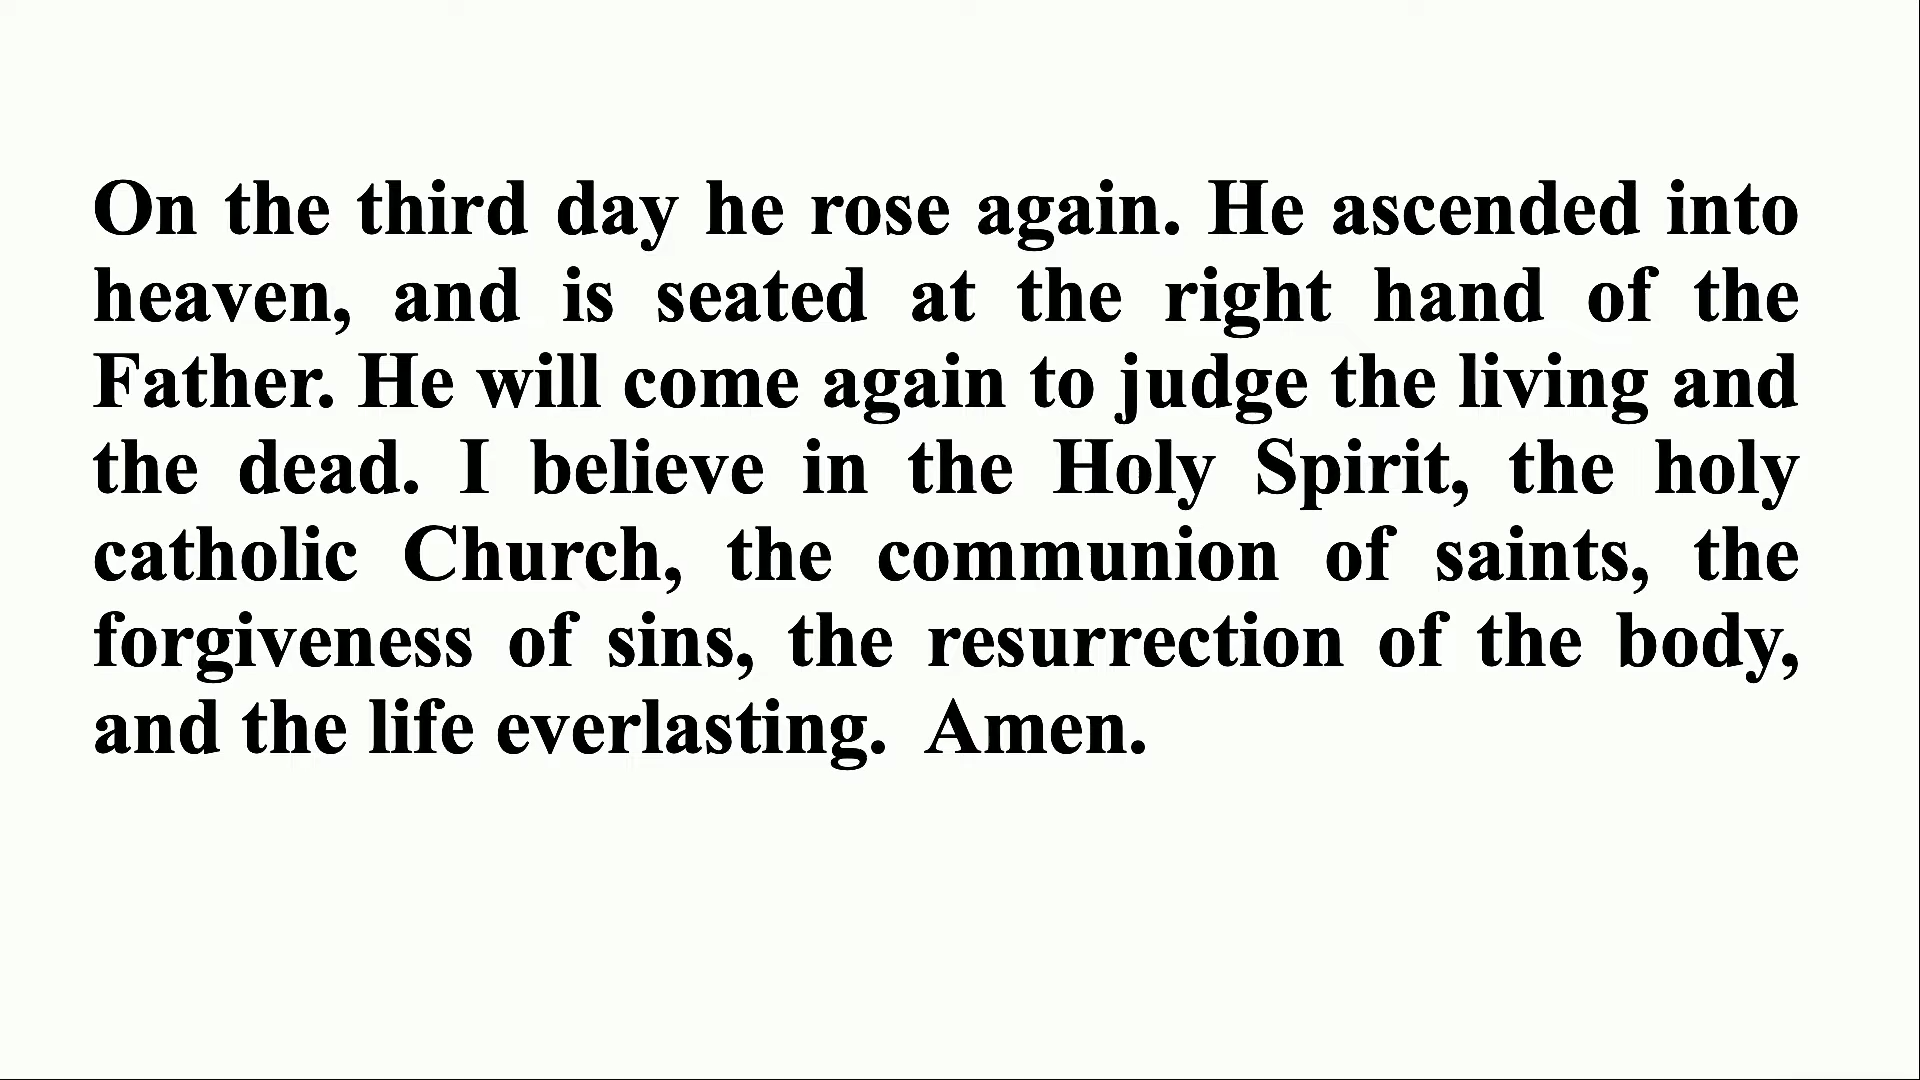 On the third day he rose again. He ascended into
heaven, and is seated at the right hand of the
Father. He will come again to judge the living and
the dead. I believe in the Holy Spirit, the holy
catholic Church, the communion of saints, the
forgiveness of sins, the resurrection of the body,
and the life everlasting.  Amen.